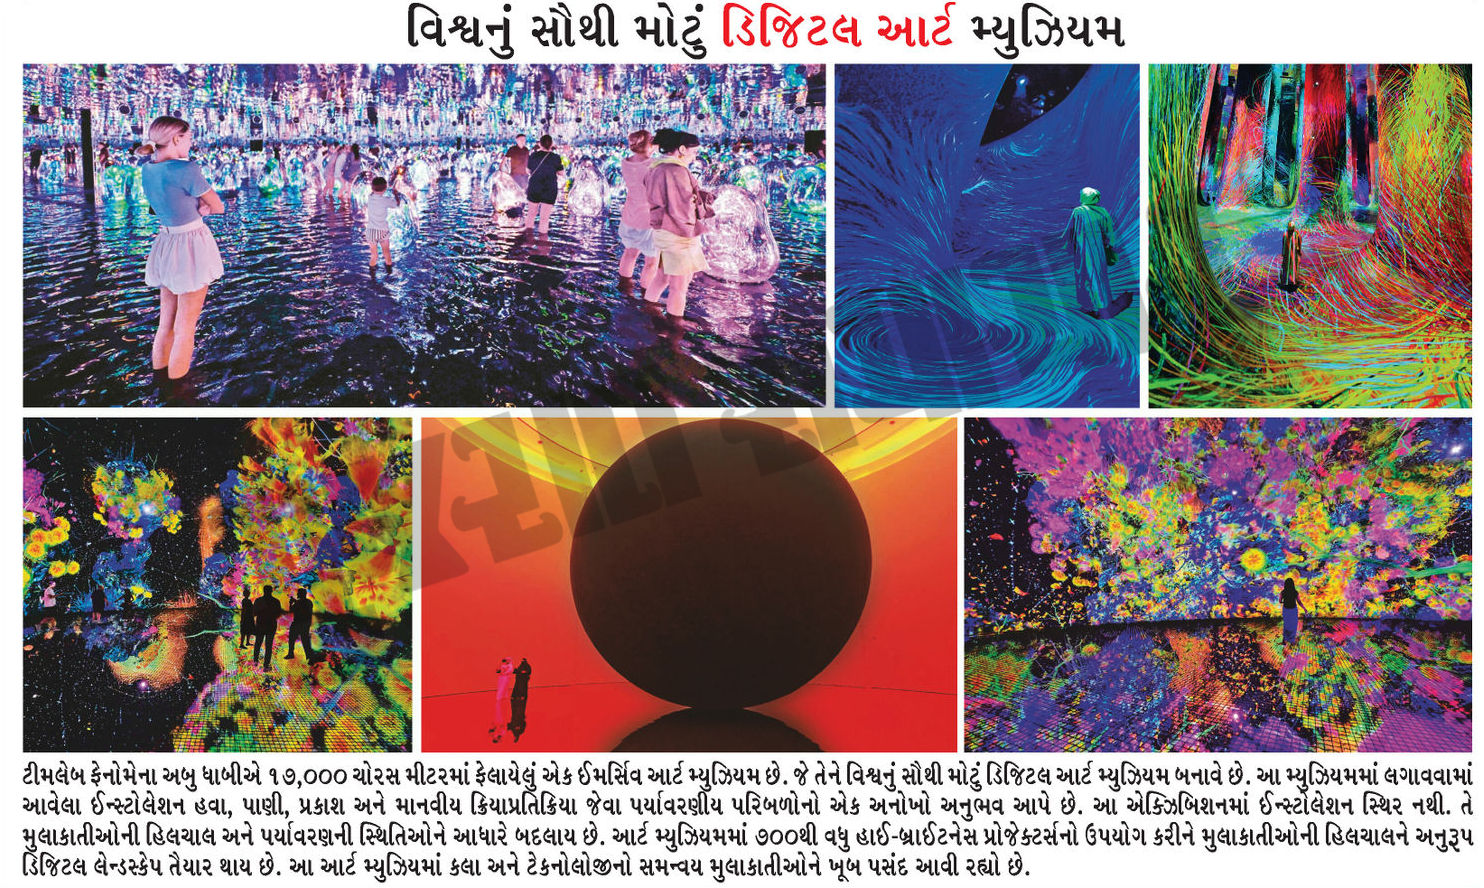 વિશ્વનું સૌથી મોટું ડિજિટલ આર્ટ મ્યુઝિયમ
ટીમલેબ ફેનોમેના અબુ ધાબીએ ૧૭,૦૦૦ ચોરસ મીટરમાં ફેલાયેલું એક ઈમર્સિવ આર્ટ મ્યુઝિયમ છે. જે તેને વિશ્વનું સૌથી મોટું ડિજિટલ આર્ટ મ્યુઝિયમ બનાવે છે. આ મ્યુઝિયમમાં લગાવવામાં
આવેલા ઈન્સ્ટોલેશન હવા, પાણી, પ્રકાશ અને માનવીય ક્રિયાપ્રતિક્રિયા જેવા પર્યાવરણીય પરિબળોનો એક અનોખો અનુભવ આપે છે. આ એક્ઝિબિશનમાં ઈન્સ્ટોલેશન સ્થિર નથી. તે
મુલાકાતીઓની હિલચાલ અને પર્યાવરણની સ્થિતિઓને આધારે બદલાય છે. આર્ટ મ્યુઝિયમમાં ૭૦૦થી વધુ હાઈ-બ્રાઈટનેસ પ્રોજેક્ટર્સનો ઉપયોગ કરીને મુલાકાતીઓની હિલચાલને અનુરૂપ
ડિજિટલ લેન્ડસ્કેપ તૈયાર થાય છે. આ આર્ટ મ્યુઝિયમમાં કલા અને ટેકનોલોજીનો સમન્વય મુલાકાતીઓને ખૂબ પસંદ આવી રહ્યો છે.